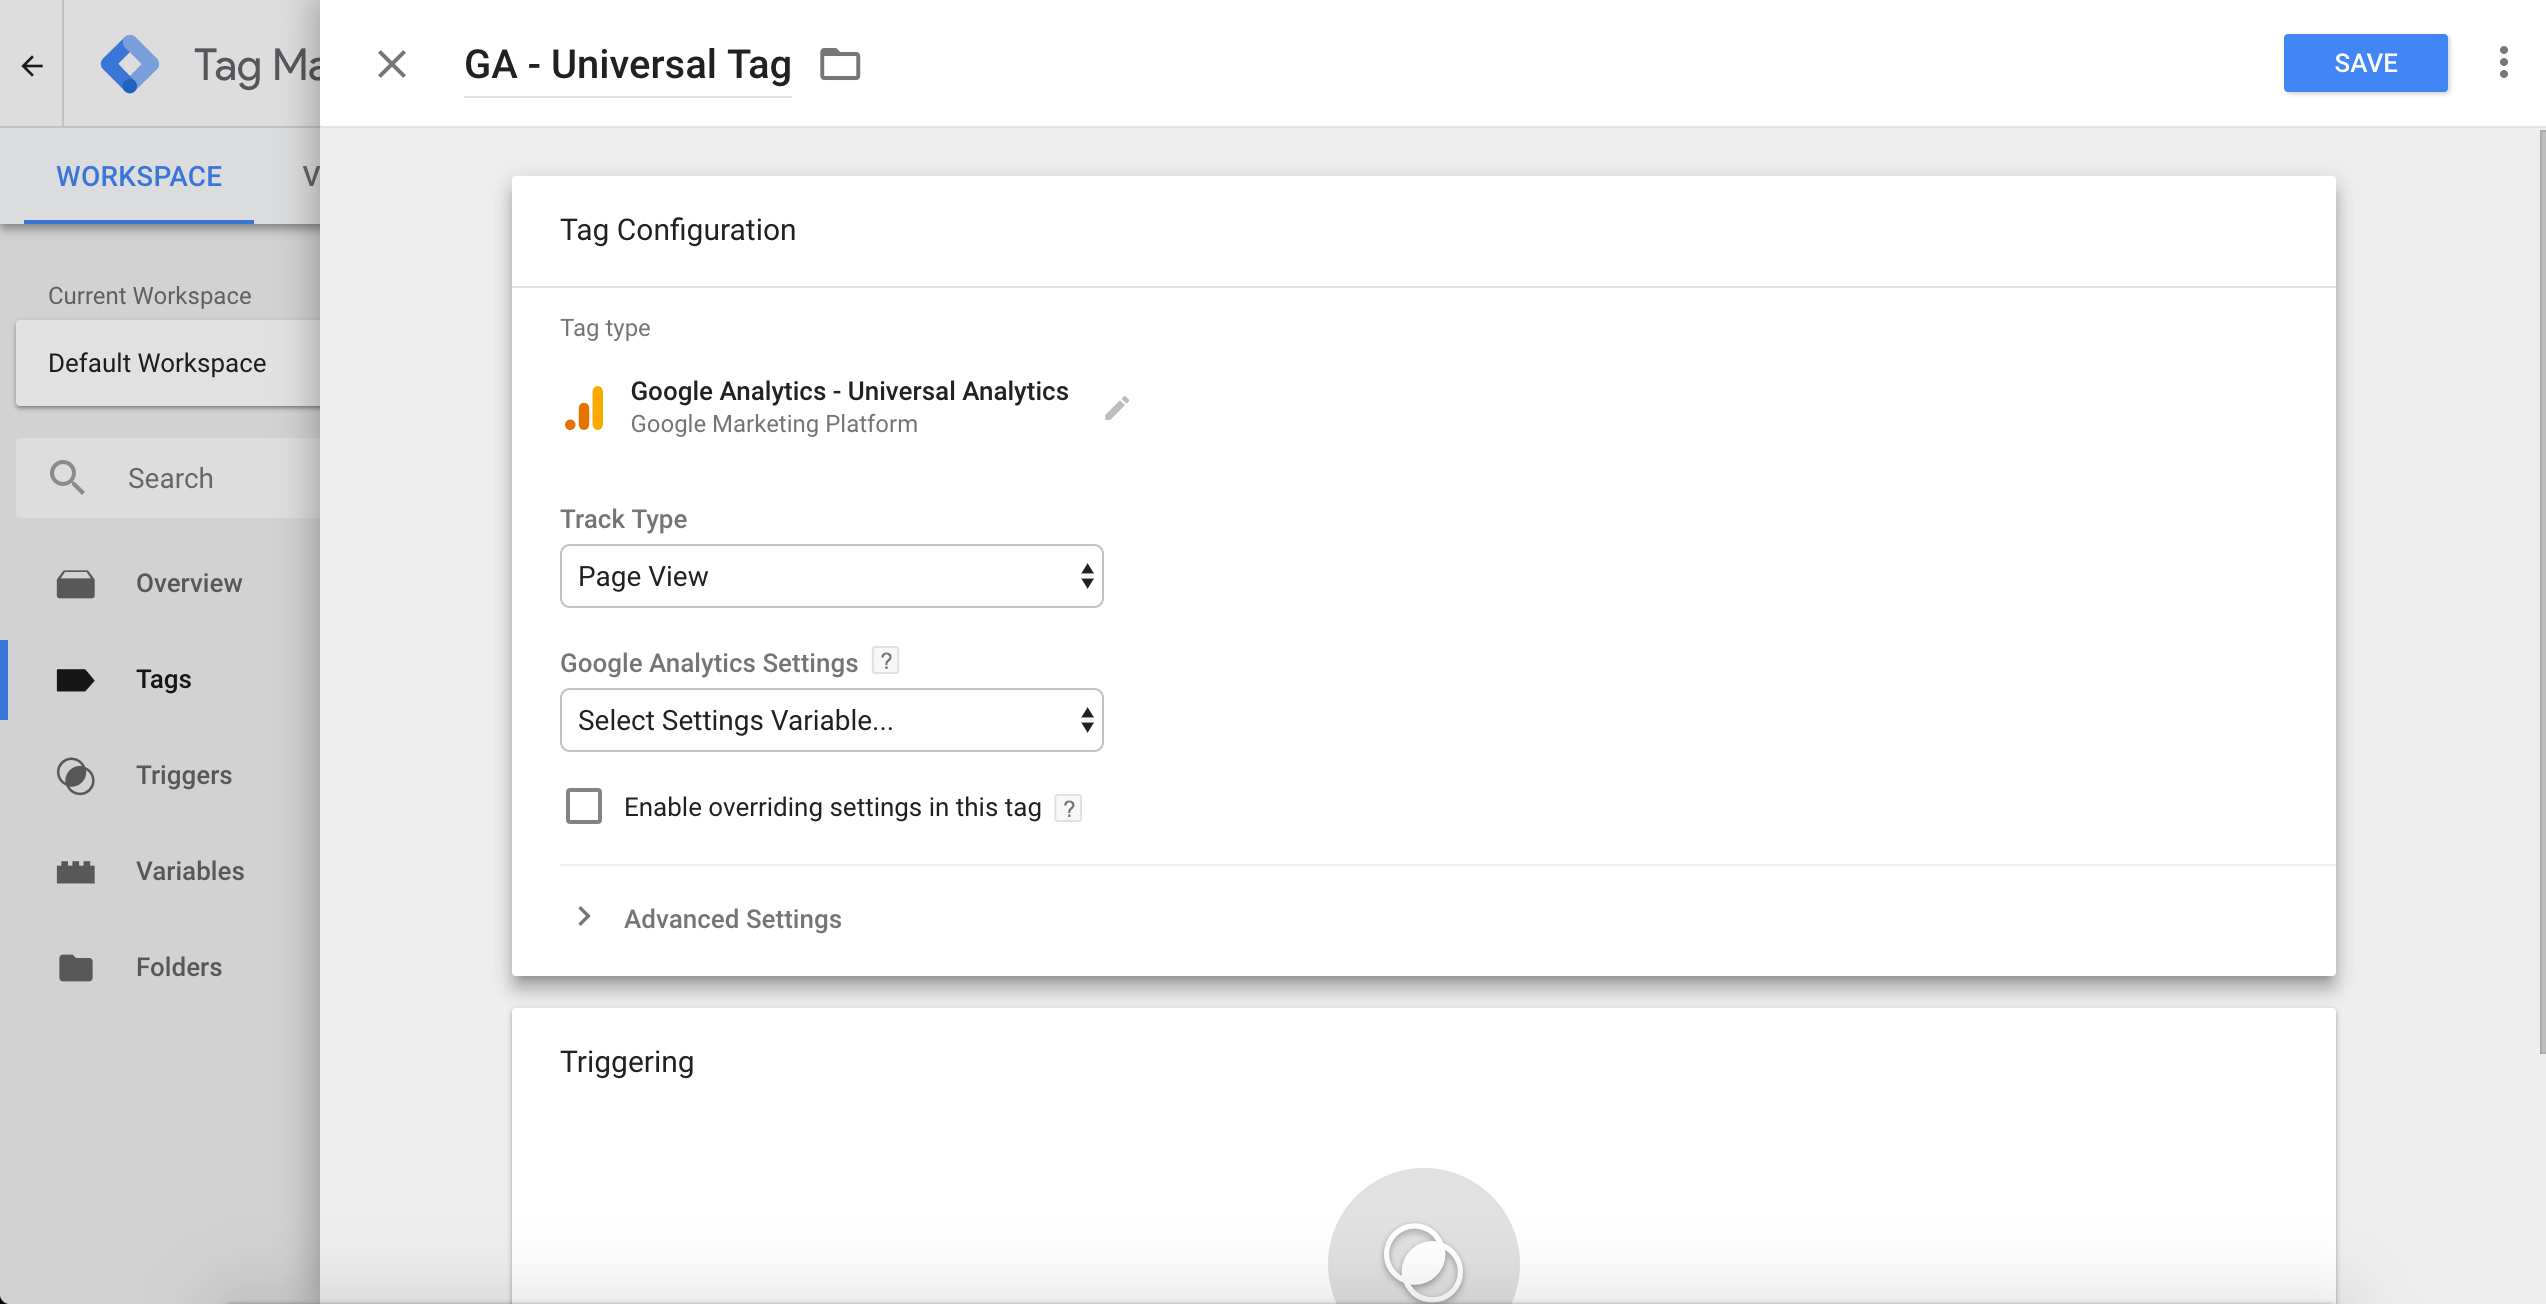 Tag Ma
GA - Universal Tag
SAVE
WORKSPACE
V
Current Workspace
Default Workspace
Search
Overview
Tags
Triggers
Variables
Folders
Tag Configuration
Tag type
Google Analytics - Universal Analytics
Google Marketing Platform
Track Type
Page View
Google Analytics Settings ?
Select Settings Variable...
Enable overriding settings in this tag ?
Advanced Settings
Triggering